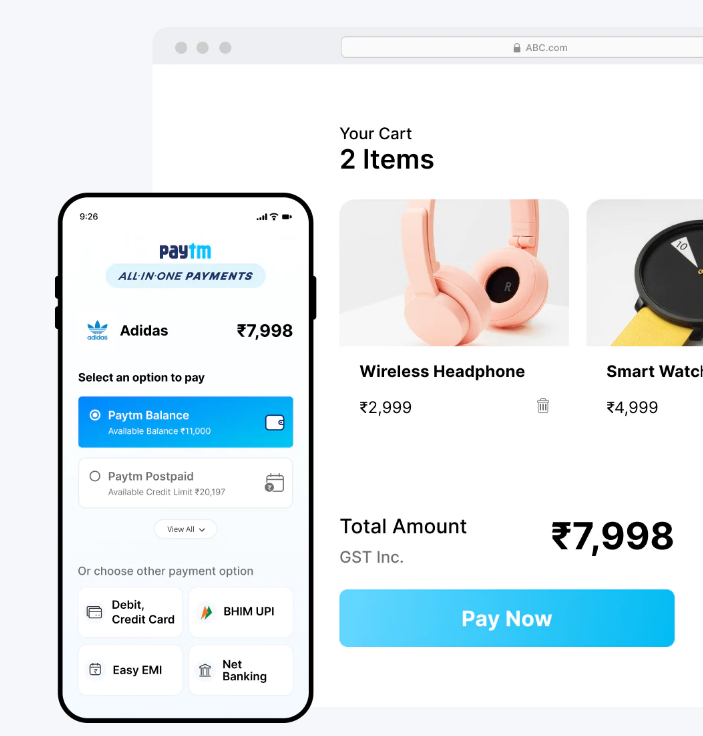 ABC.com
Your Cart
2 Items
R
10
Wireless Headphone
₹2,999
Smart Watch
₹4,999
Total Amount
GST Inc.
₹7,998
Pay Now
9:26
paytm
ALL-IN-ONE PAYMENTS
adidas
Adidas
₹7,998
Select an option to pay
Paytm Balance
Available Balance ₹11,000
Paytm Postpaid
Available Credit Limit ₹20,197
View All
Or choose other payment option
Debit,
Credit Card
BHIM UPI
Easy EMI
Net
Banking